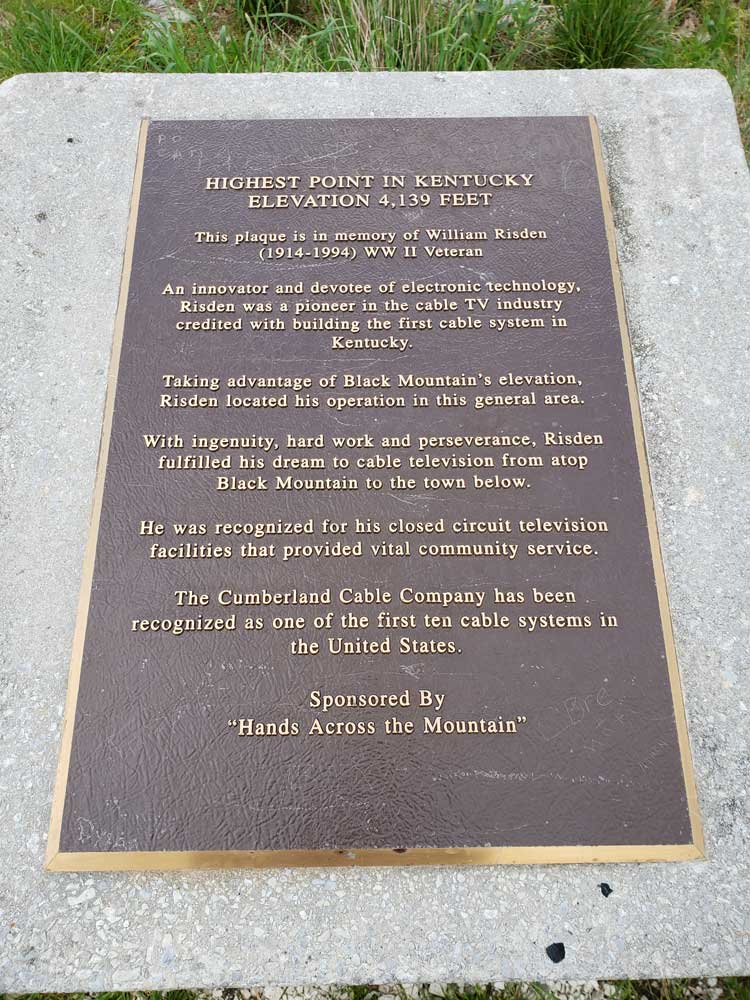 HIGHEST POINT IN KENTUCKY
ELEVATION 4,139 FEET
This plaque is in memory of William Risden
(1914-1994) WW II Veteran
An innovator and devotee of electronic technology,
Risden was a pioneer in the cable TV industry
credited with building the first cable system in
Kentucky.
Taking advantage of Black Mountain's elevation,
Risden located his operation in this general area.
With ingenuity, hard work and perseverance, Risden
fulfilled his dream to cable television from atop
Black Mountain to the town below.
He was recognized for his closed circuit television
facilities that provided vital community service.
The Cumberland Cable Company has been
recognized as one of the first ten cable systems in
the United States.
Sponsored By
"Hands Across the Mountain"
Bre